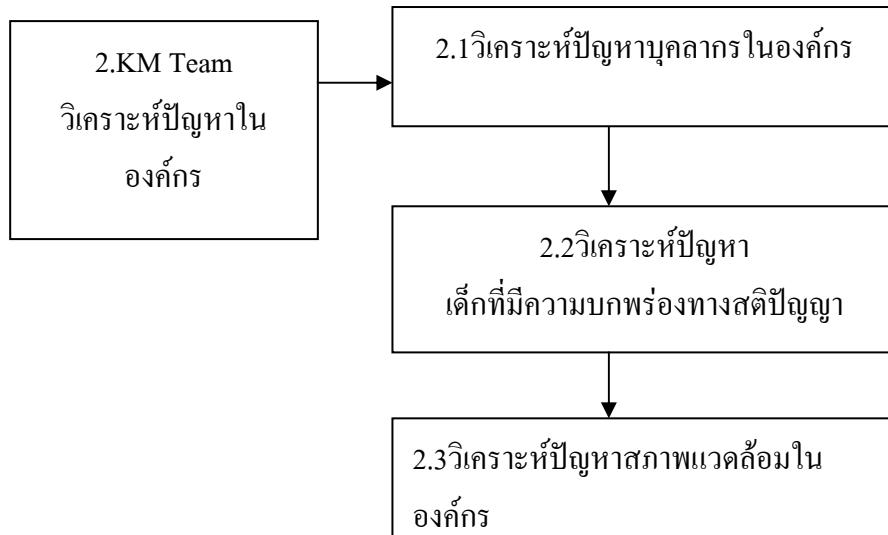 2.KM Team
วิเคราะห์ปัญหาใน
องค์กร
2.1วิเคราะห์ปัญหาบุคลากรในองค์กร
2.2วิเคราะห์ปัญหา
เด็กที่มีความบกพร่องทางสติปัญญา
2.3วิเคราะห์ปัญหาสภาพแวดล้อมใน
องค์กร